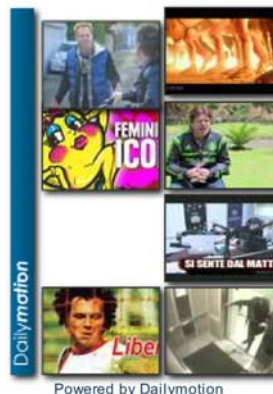 Dailymotion
FEMINI
ICO
SI SENTE DAL MATT
Liber
Powered by Dailymotion